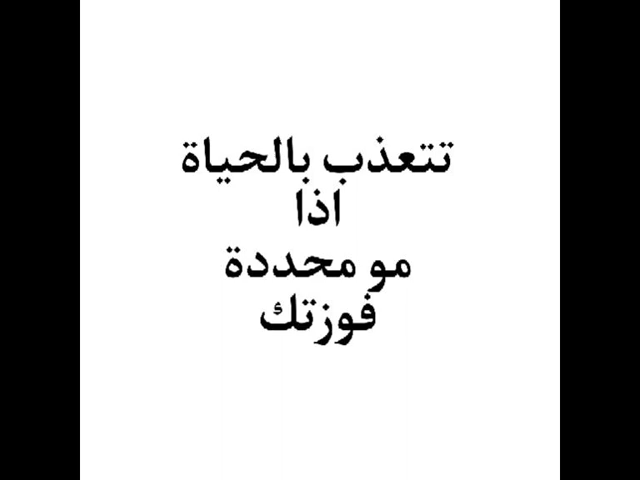 تتعذب بالحياة
اذا
مو محددة
فوزتك